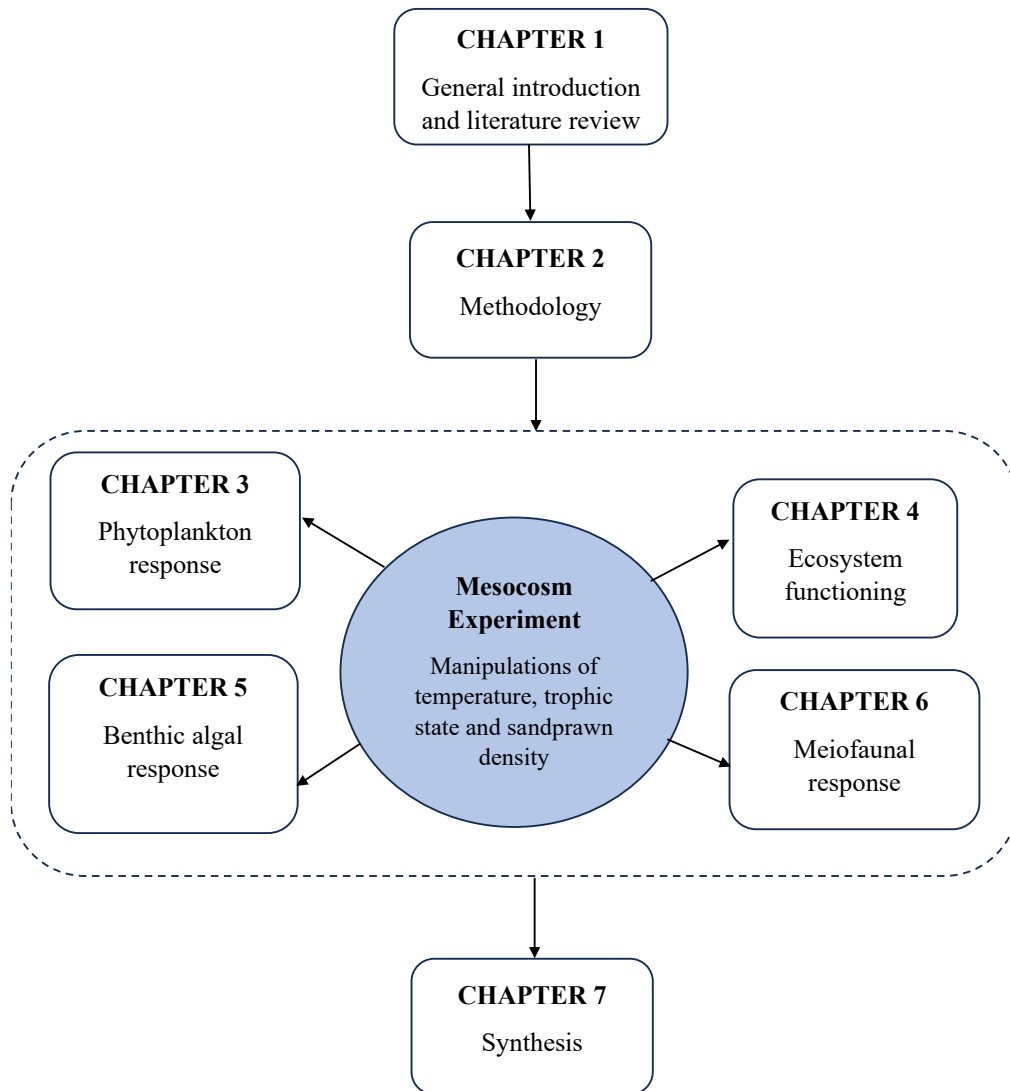 CHAPTER 1
General introduction
and literature review
CHAPTER 2
Methodology
CHAPTER 3
Phytoplankton
response
CHAPTER 4
Ecosystem
functioning
Mesocosm
Experiment
Manipulations of
temperature, trophic
state and sandprawn
density
CHAPTER 5
Benthic algal
response
CHAPTER 6
Meiofaunal
response
CHAPTER 7
Synthesis